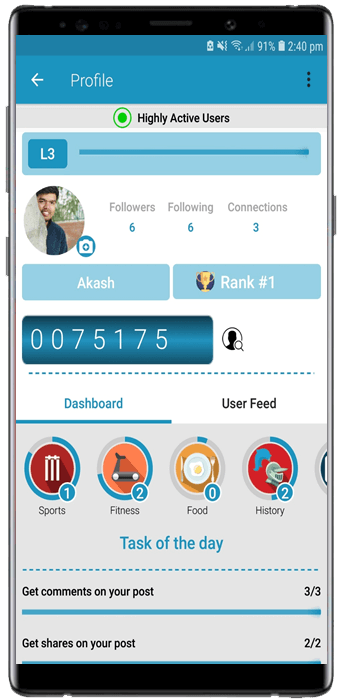 91% 2:40 pm
Profile
Highly Active Users
L3
Followers Following Connections
6 6 3
Akash Rank #1
0075175
Dashboard User Feed
1 2 0 2
Sports Fitness Food History
Task of the day
Get comments on your post 3/3
Get shares on your post 2/2